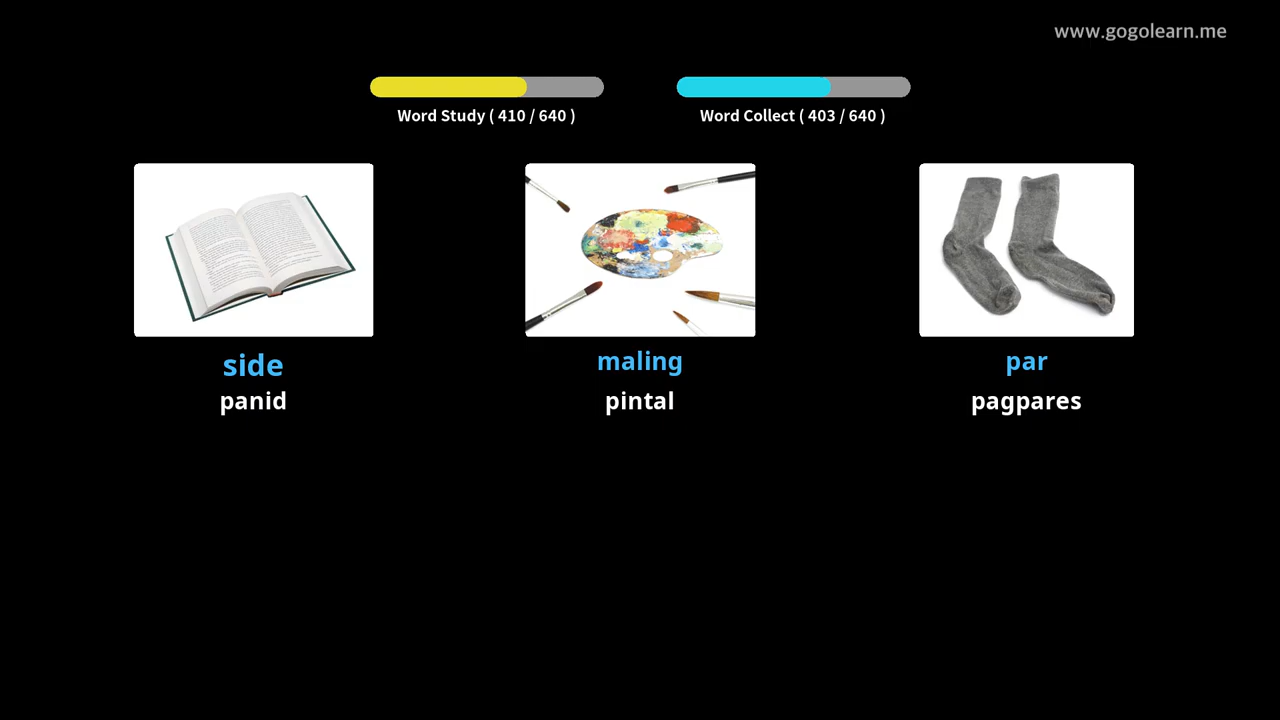 www.gogolearn.me
Word Study ( 410 / 640 )
Word Collect ( 403 / 640 )
side
panid
maling
pintal
par
pagpares